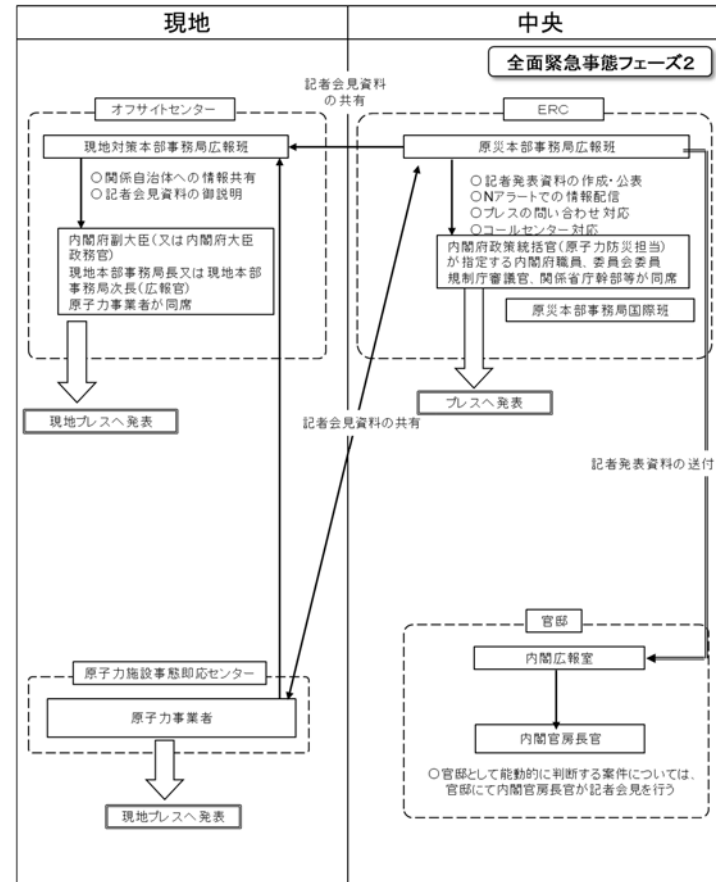 現地
中央
全面緊急事態フェーズ2
記者会見資料
の共有
オフサイトセンター
ERC
現地対策本部事務局広報班
原災本部事務局広報班
○関係自治体への情報共有
○記者会見資料の御説明
○記者発表資料の作成・公表
○Nアラートでの情報配信
○プレスの問い合わせ対応
○コールセンター対応
内閣府副大臣(又は内閣府大臣
政務官)
現地本部事務局長又は現地本部
事務局次長(広報官)
原子力事業者が同席
内閣府政策統括官(原子力防災担当)
が指定する内閣府職員、委員会委員
規制庁審議官、関係省庁幹部等が同席
原災本部事務局国際班
現地プレスへ発表
プレスへ発表
記者会見資料の共有
記者発表資料の送付
官邸
内閣広報室
原子力施設事態即応センター
原子力事業者
内閣官房長官
○官邸として能動的に判断する案件については、
官邸にて内閣官房長官が記者会見を行う
現地プレスへ発表